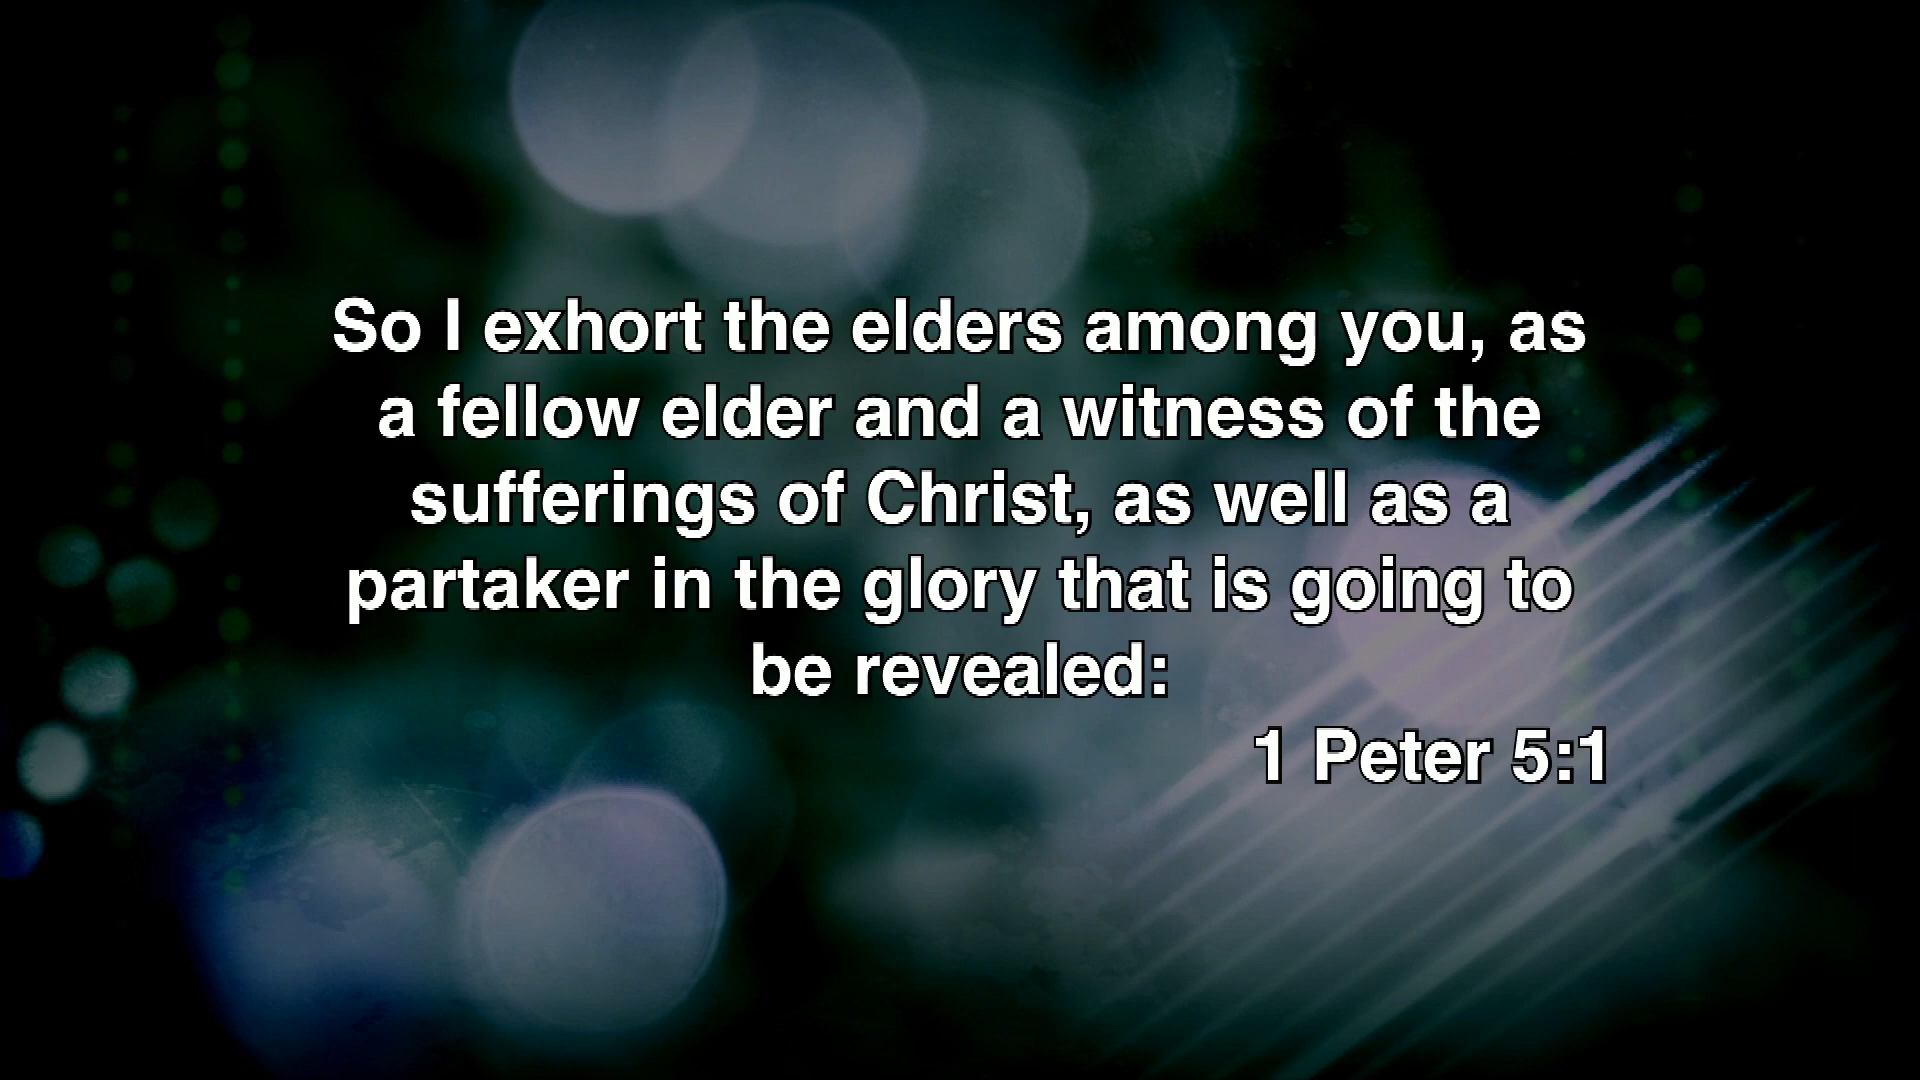 So I exhort the elders among you, as
a fellow elder and a witness of the
sufferings of Christ, as well as a
partaker in the glory that is going to
be revealed:
1 Peter 5:1